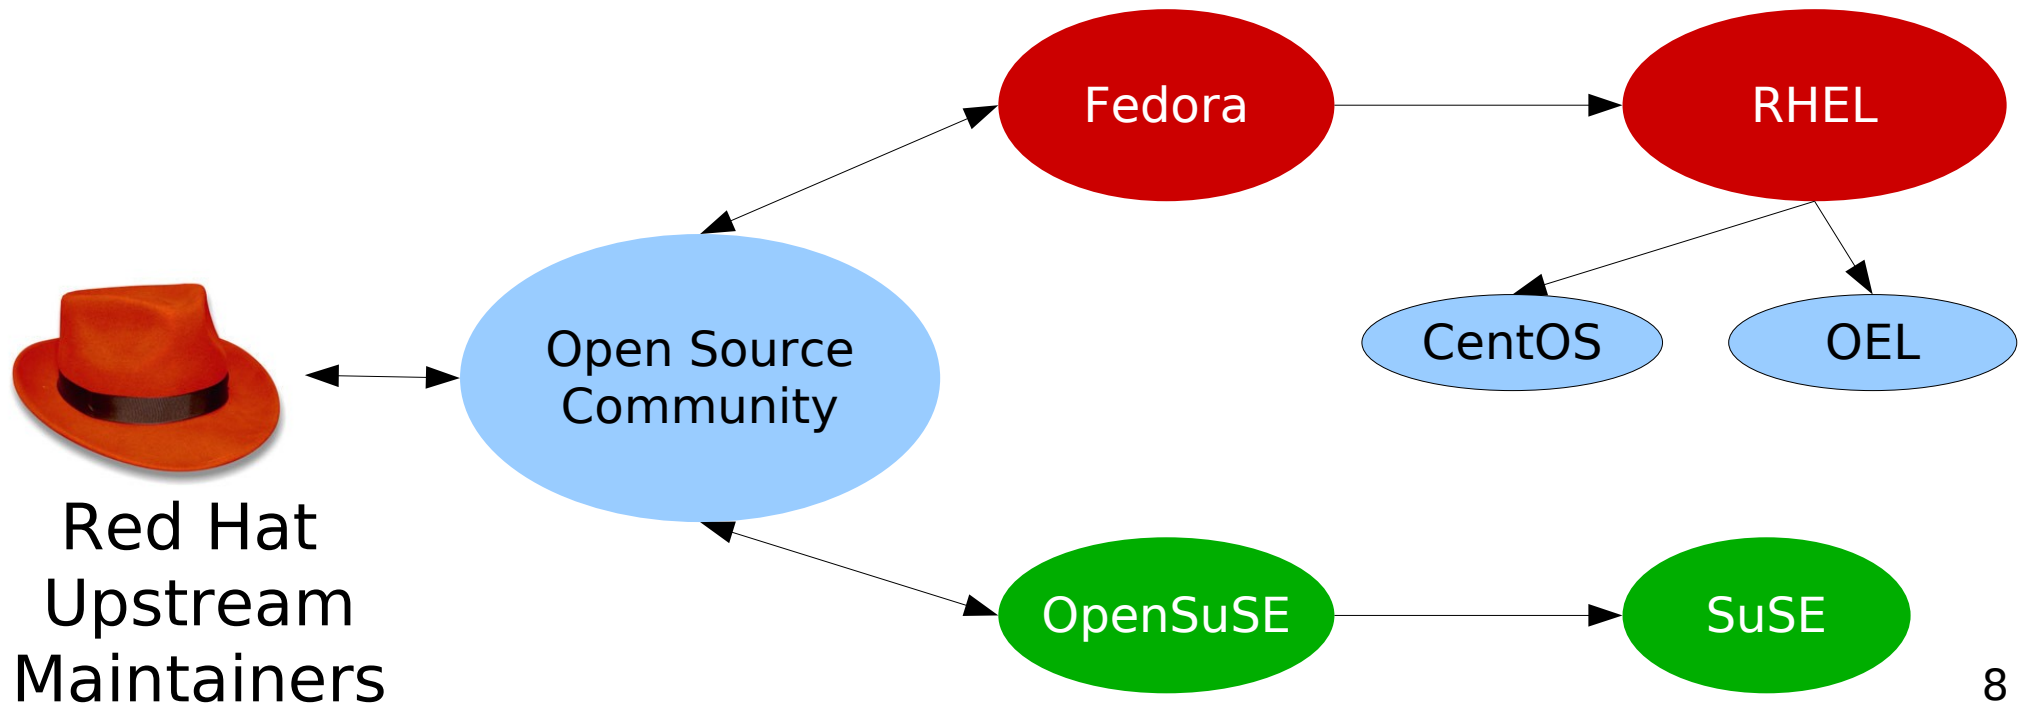 Fedora
RHEL
Open Source
Community
CentOS
OEL
Red Hat
Upstream
Maintainers
OpenSuSE
SuSE
8